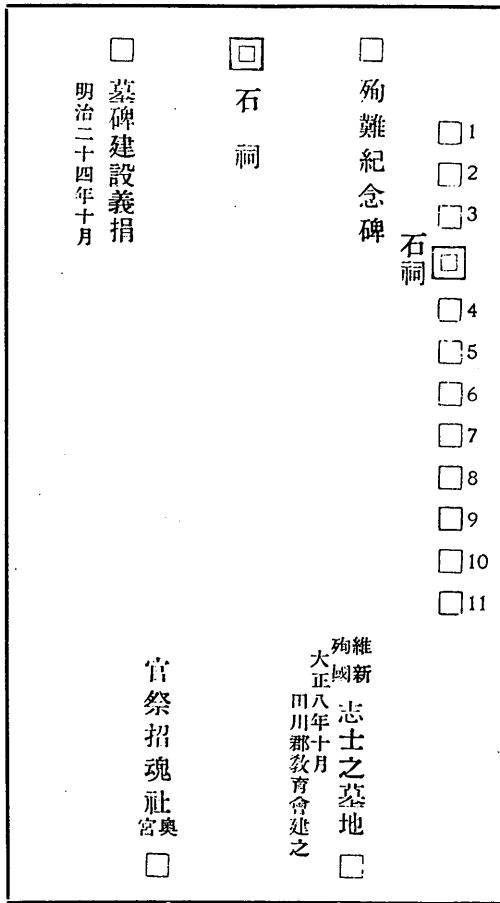 1
2
3
石祠
4
5
6
7
8
9
10
11
殉難紀念碑
維新殉國志士之墓地
大正八年十月
田川郡教育會建之
石祠
官祭招魂社奧宮
墓碑建設義捐
明治二十四年十月